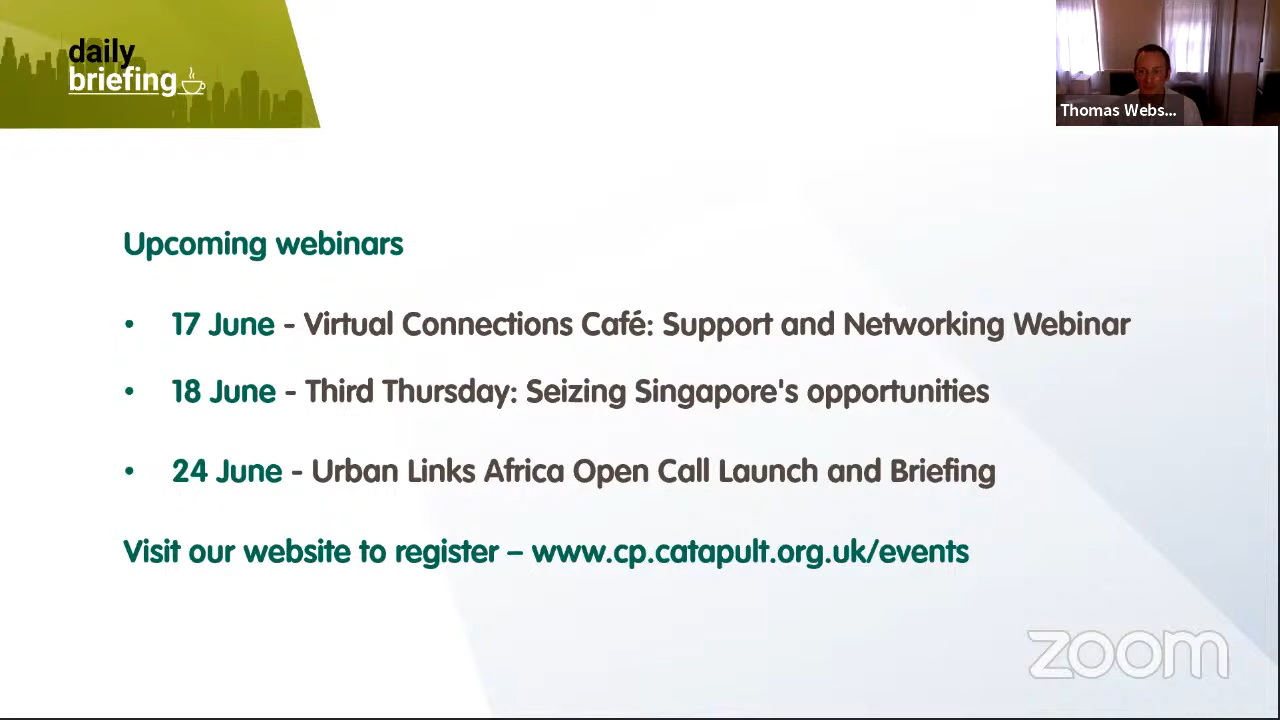 daily
briefing
Thomas Webs...
Upcoming webinars
• 17 June - Virtual Connections Café: Support and Networking Webinar
• 18 June - Third Thursday: Seizing Singapore's opportunities
• 24 June - Urban Links Africa Open Call Launch and Briefing
Visit our website to register – www.cp.catapult.org.uk/events
zoom